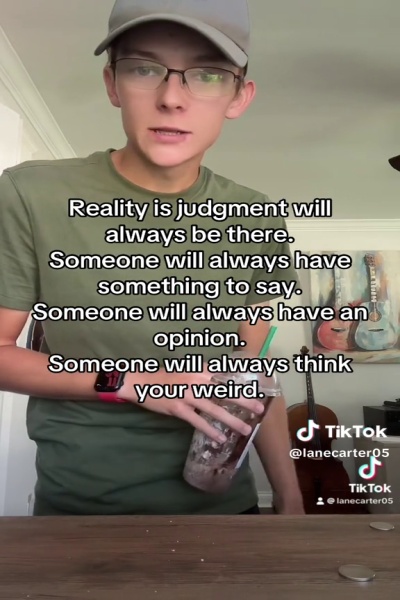 Reality is judgment will
always be there.
Someone will always have
something to say.
Someone will always have an
opinion.
Someone will always think
your weird.
TikTok
@lanecarter05
TikTok
@lanecarter05